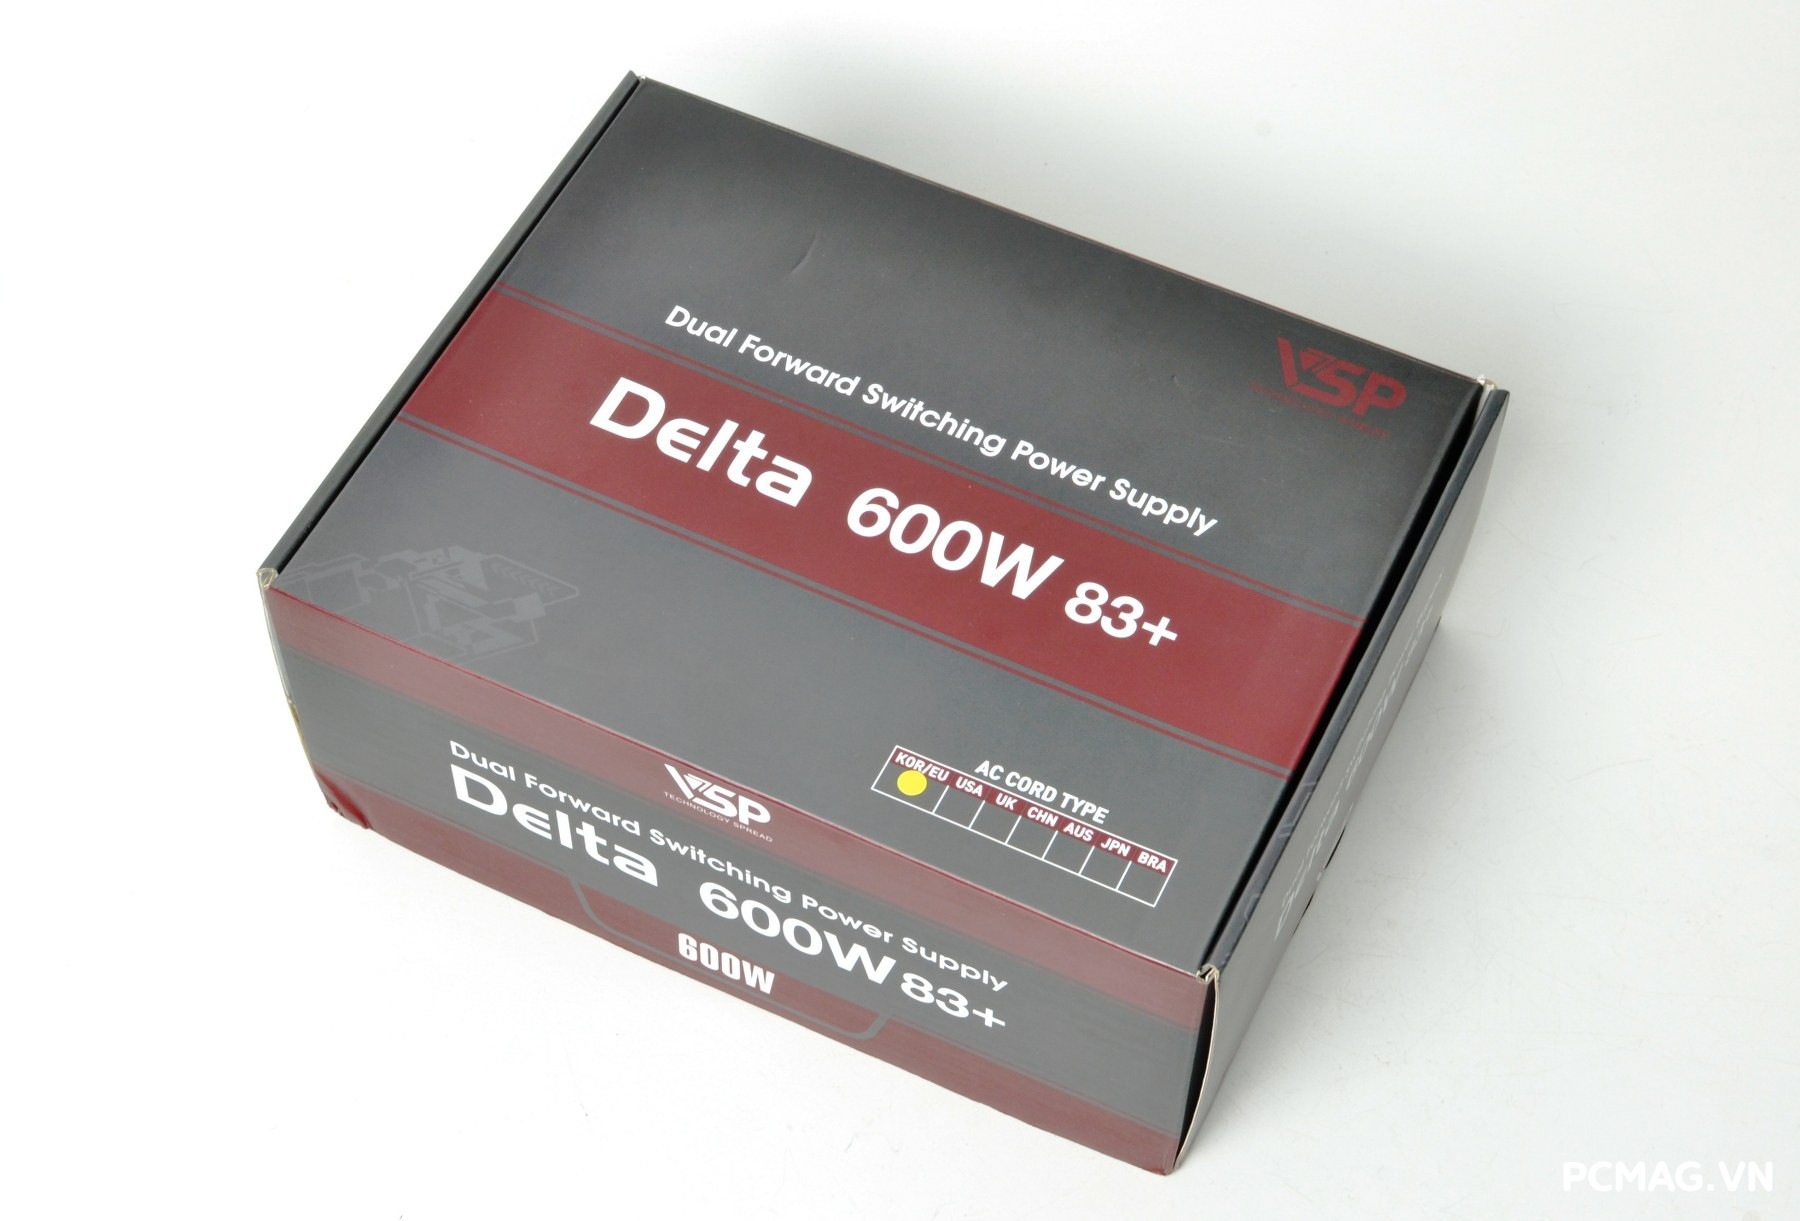 Dual Forward Switching Power Supply
VSP
Delta 600W 83+
AC CORD TYPE
KOR/EU USA UK CHN AUS JPN BRA
VSP
TECHNOLOGY SPREAD
Dual Forward Switching Power Supply
Delta 600W 83+
600W
PCMAG.VN